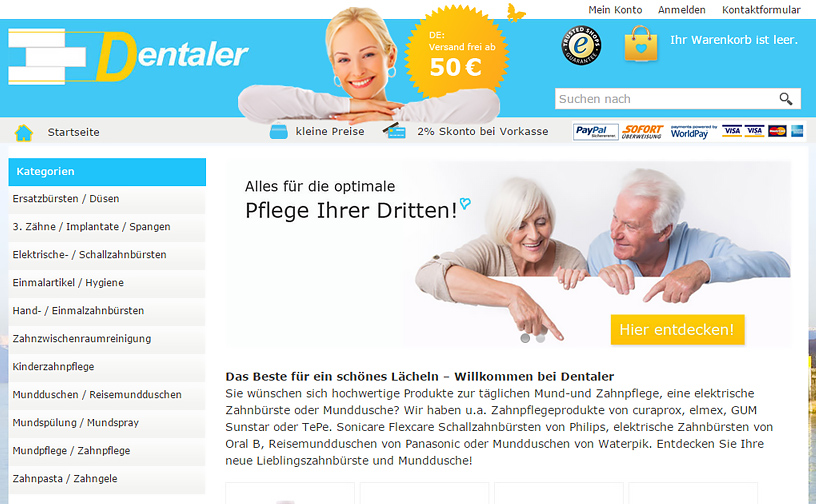 Mein Konto Anmelden Kontaktformular
Dentaler
DE:
Versand frei ab
50 €
TRUSTED SHOPS
GUARANTEE
Ihr Warenkorb ist leer.
Suchen nach
Startseite
kleine Preise
2% Skonto bei Vorkasse
PayPal
SOFORT
ÜBERWEISUNG
payments powered by
WorldPay
VISA
VISA
Kategorien
Ersatzbürsten / Düsen
3. Zähne / Implantate / Spangen
Elektrische- / Schallzahnbürsten
Einmalartikel / Hygiene
Hand- / Einmalzahnbürsten
Zahnzwischenraumreinigung
Kinderzahnpflege
Mundduschen / Reisemundduschen
Mundspülung / Mundspray
Mundpflege / Zahnpflege
Zahnpasta / Zahngele
Alles für die optimale
Pflege Ihrer Dritten!
Hier entdecken!
Das Beste für ein schönes Lächeln – Willkommen bei Dentaler
Sie wünschen sich hochwertige Produkte zur täglichen Mund-und Zahnpflege, eine elektrische
Zahnbürste oder Munddusche? Wir haben u.a. Zahnpflegeprodukte von curaprox, elmex, GUM
Sunstar oder TePe. Sonicare Flexcare Schallzahnbürsten von Philips, elektrische Zahnbürsten von
Oral B, Reisemundduschen von Panasonic oder Mundduschen von Waterpik. Entdecken Sie Ihre
neue Lieblingszahnbürste und Munddusche!